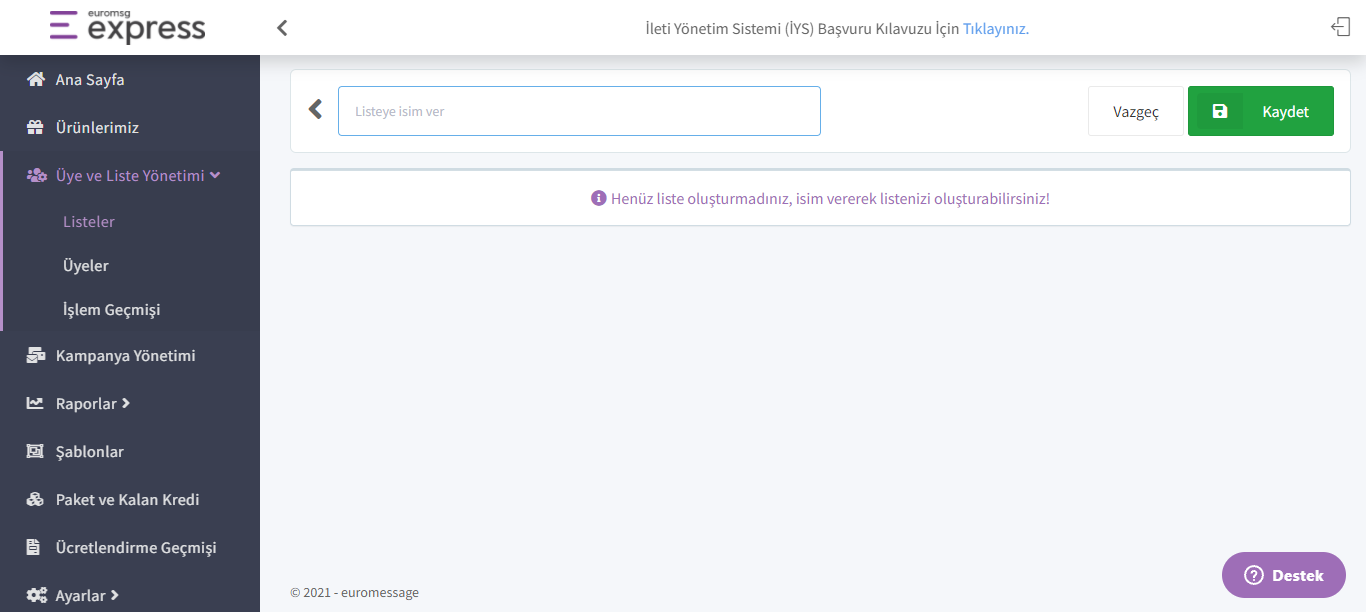 euromsg
express
İleti Yönetim Sistemi (İYS) Başvuru Kılavuzu İçin Tıklayınız.
Ana Sayfa
Ürünlerimiz
Üye ve Liste Yönetimi
Listeler
Üyeler
İşlem Geçmişi
Kampanya Yönetimi
Raporlar
Şablonlar
Paket ve Kalan Kredi
Ücretlendirme Geçmişi
Ayarlar
Listeye isim ver
Vazgeç
Kaydet
Henüz liste oluşturmadınız, isim vererek listenizi oluşturabilirsiniz!
© 2021 - euromessage
Destek